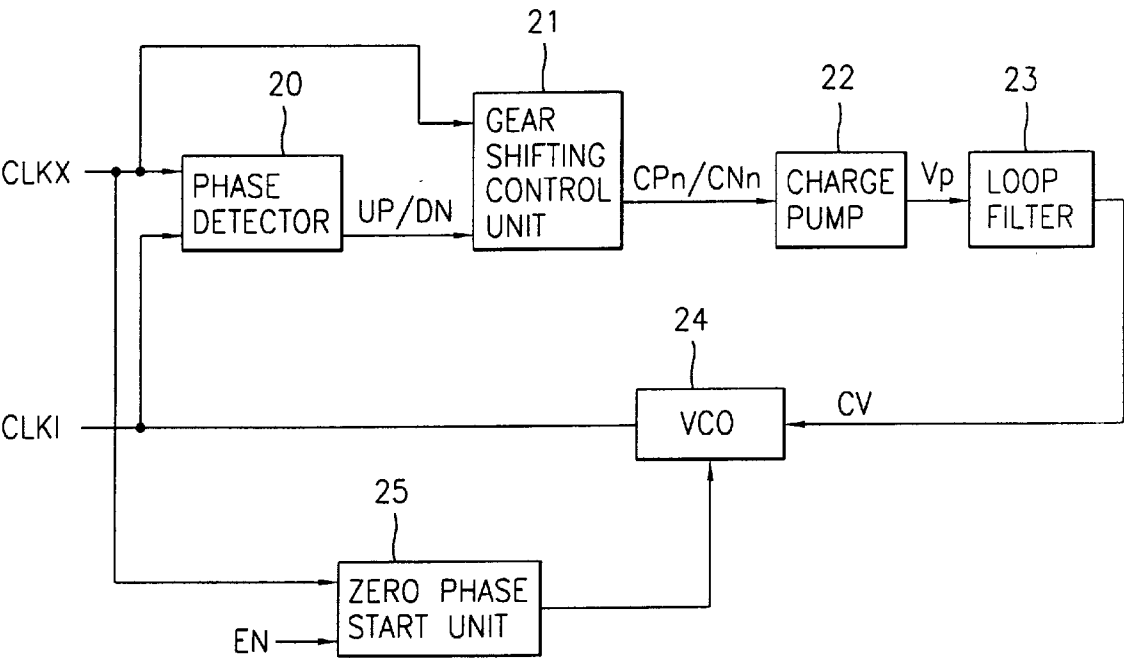 21
20
22
23
GEAR
SHIFTING
CONTROL
UNIT
CLKX
PHASE
DETECTOR
UP/DN
CPn/CNn
CHARGE
PUMP
Vp
LOOP
FILTER
24
CLKI
VCO
CV
25
ZERO PHASE
START UNIT
EN